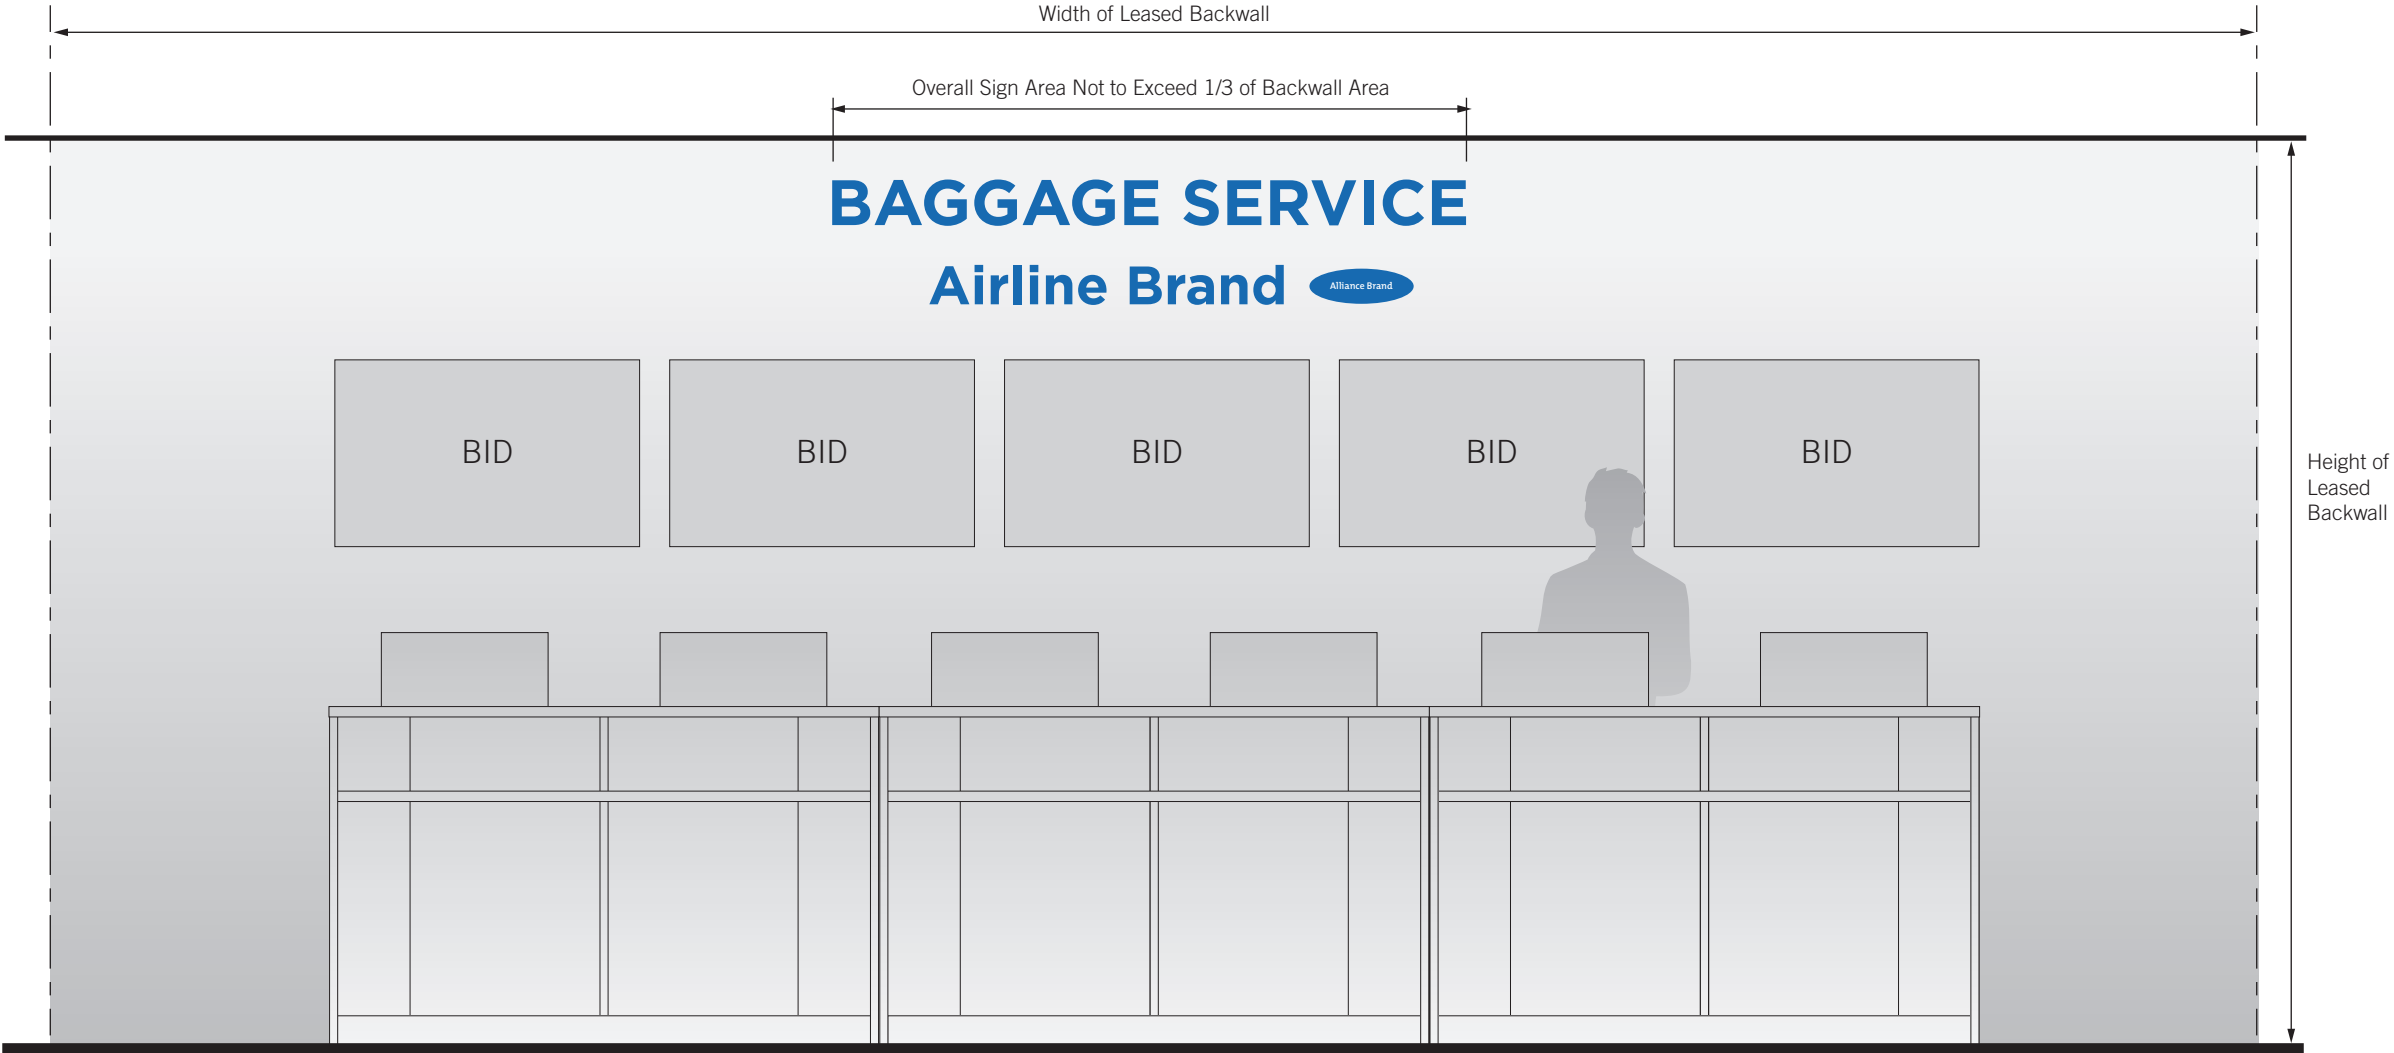 Width of Leased Backwall
Overall Sign Area Not to Exceed 1/3 of Backwall Area
BAGGAGE SERVICE
Airline Brand Alliance Brand
BID BID BID BID BID
Height of
Leased
Backwall